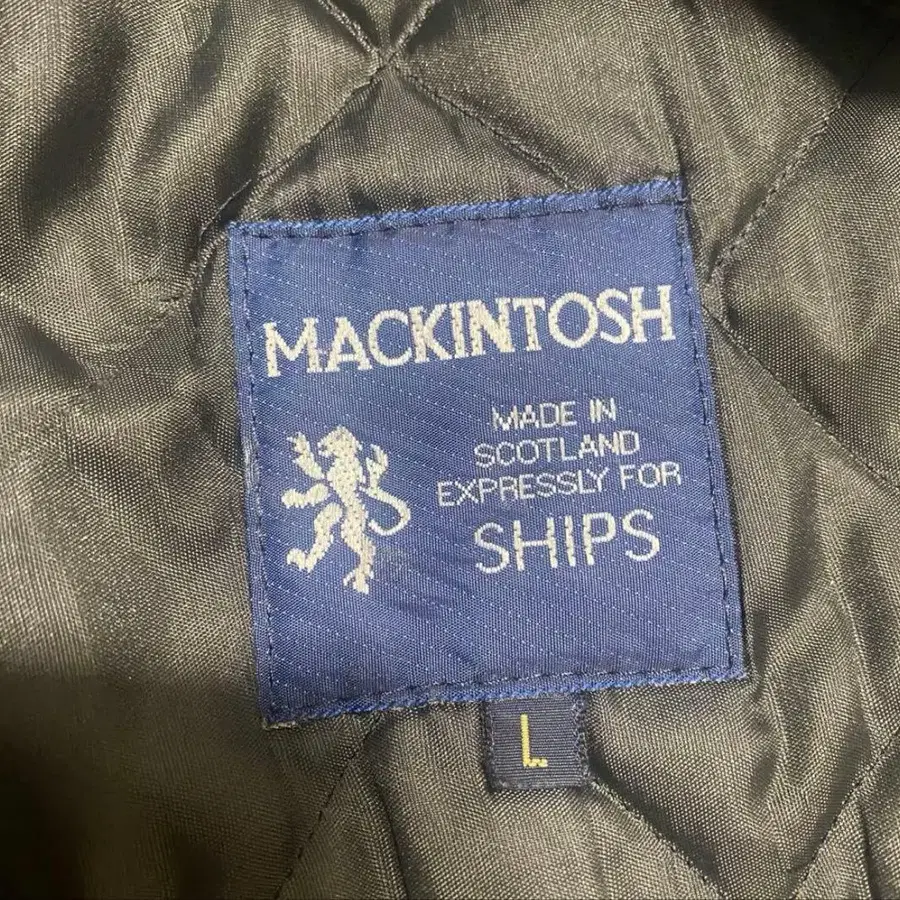 MACKINTOSH
MADE IN
SCOTLAND
EXPRESSLY FOR
SHIPS
L